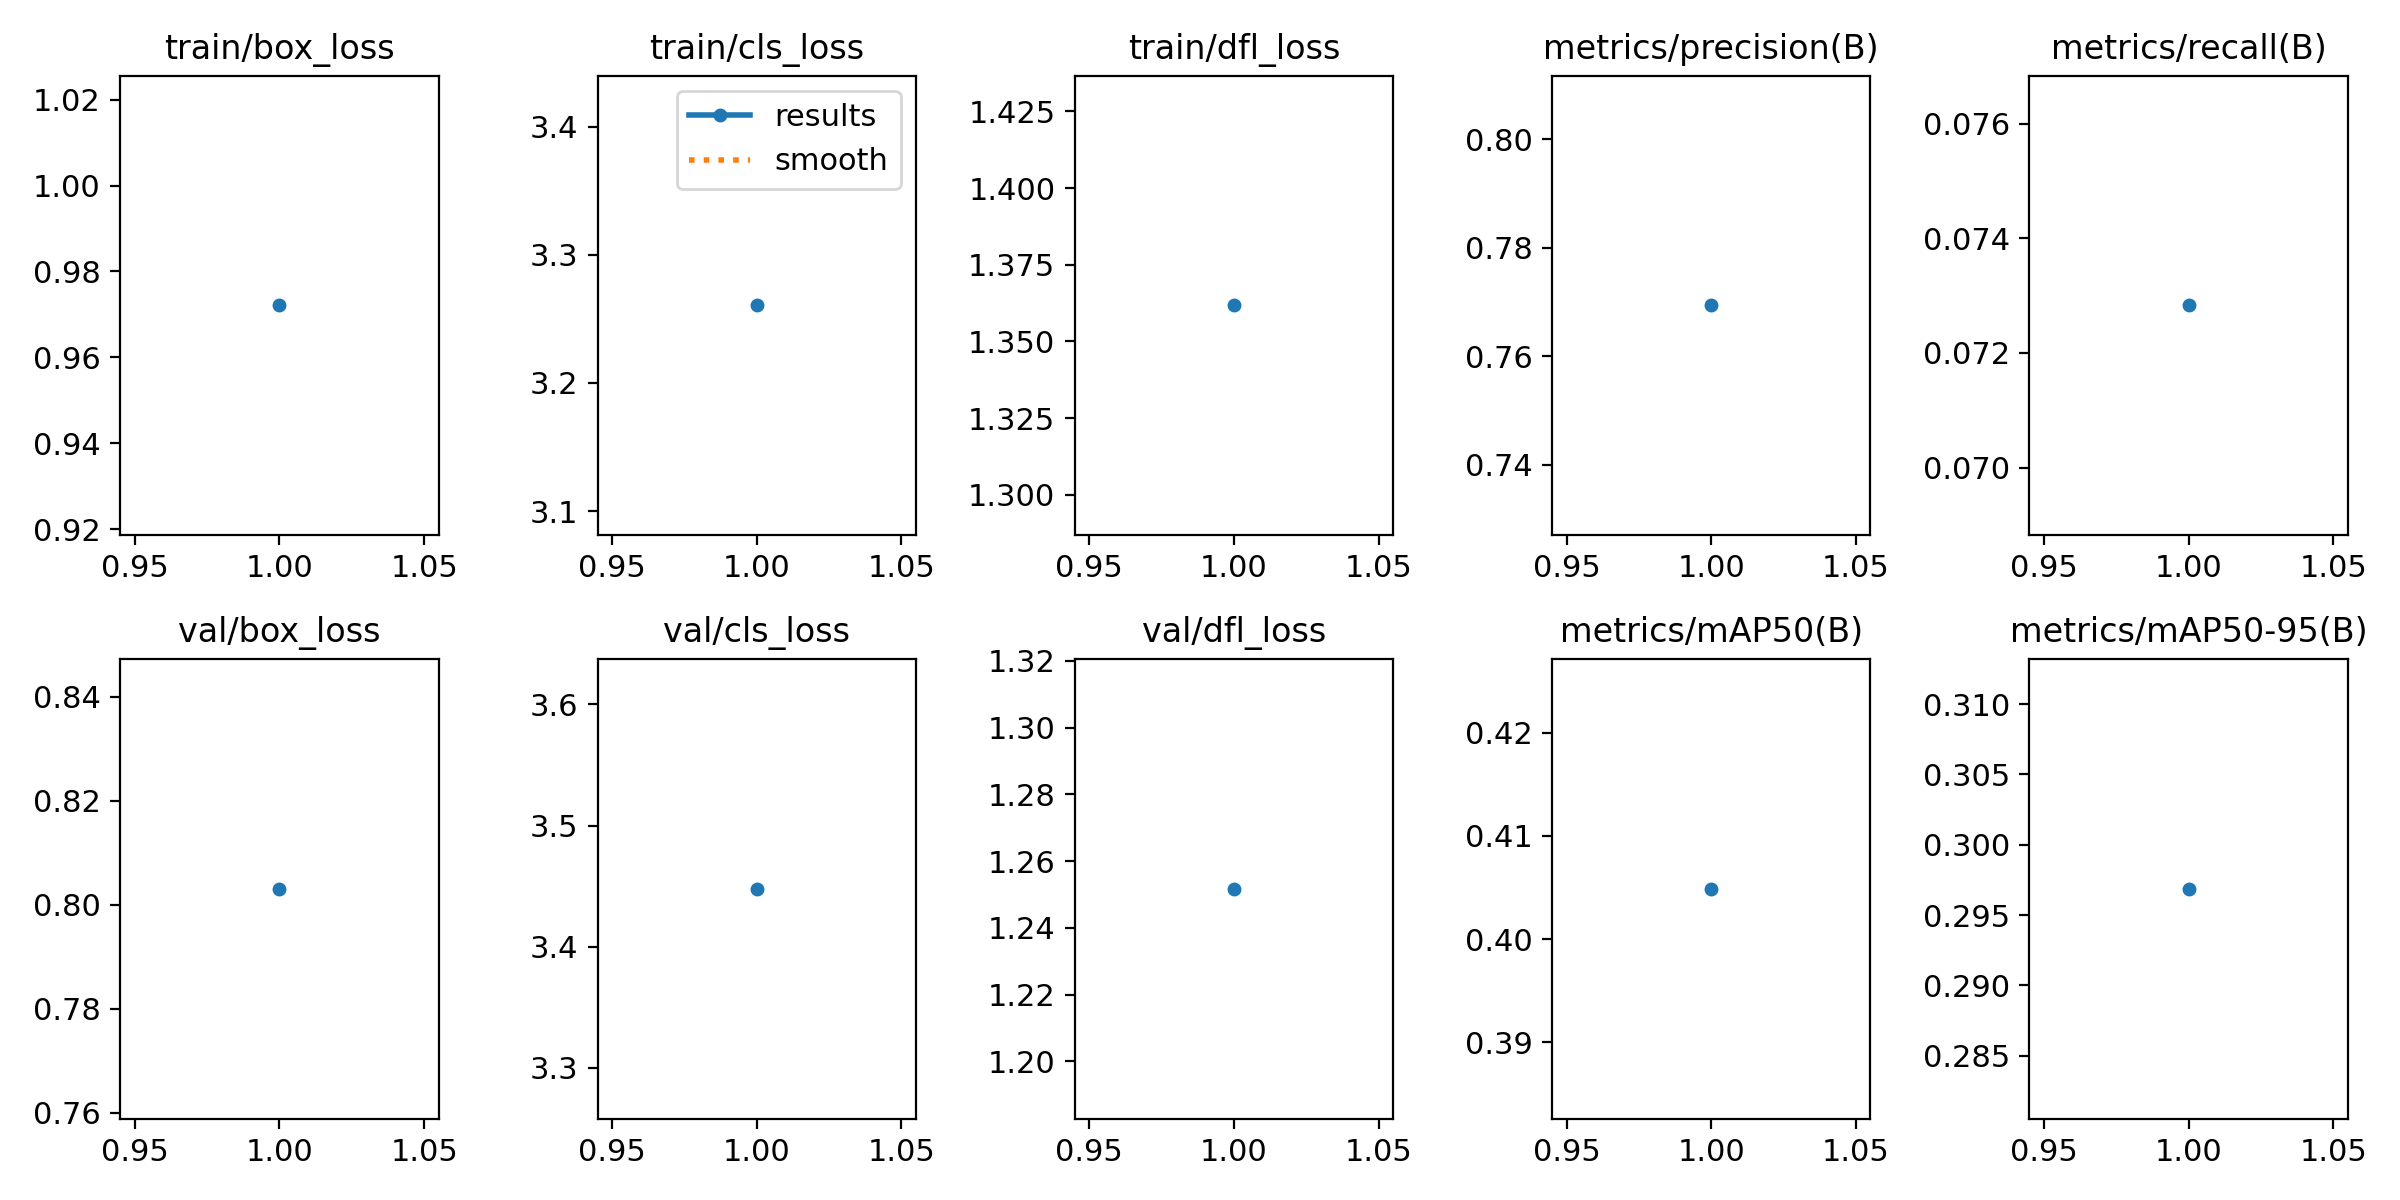 train/box_loss
1.02
1.00
0.98
0.96
0.94
0.92
0.95 1.00 1.05
train/cls_loss
results
smooth
3.4
3.3
3.2
3.1
0.95 1.00 1.05
train/dfl_loss
1.425
1.400
1.375
1.350
1.325
1.300
0.95 1.00 1.05
metrics/precision(B)
0.80
0.78
0.76
0.74
0.95 1.00 1.05
metrics/recall(B)
0.076
0.074
0.072
0.070
0.95 1.00 1.05
val/box_loss
0.84
0.82
0.80
0.78
0.76
0.95 1.00 1.05
val/cls_loss
3.6
3.5
3.4
3.3
0.95 1.00 1.05
val/dfl_loss
1.32
1.30
1.28
1.26
1.24
1.22
1.20
0.95 1.00 1.05
metrics/mAP50(B)
0.42
0.41
0.40
0.39
0.95 1.00 1.05
metrics/mAP50-95(B)
0.310
0.305
0.300
0.295
0.290
0.285
0.95 1.00 1.05